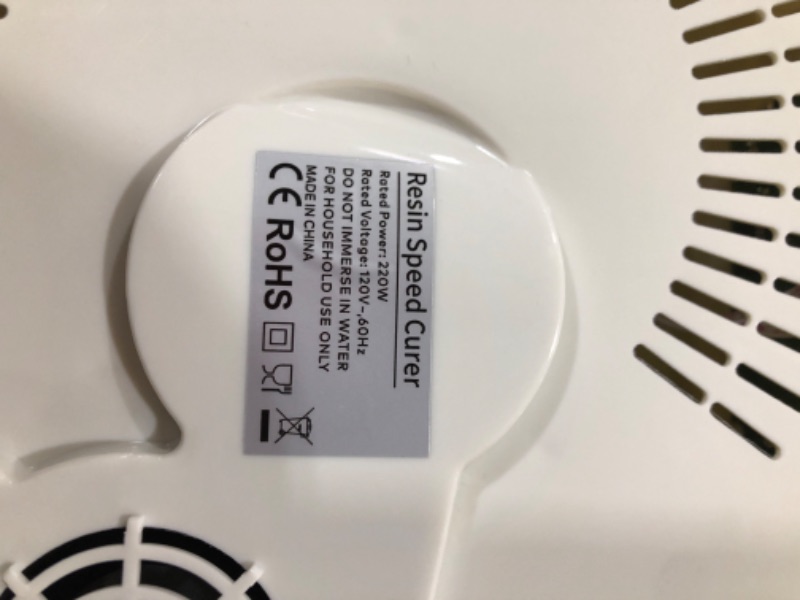 Resin Speed Curer
Rated Power: 220W
Rated Voltage: 120V~,60Hz
DO NOT IMMERSE IN WATER
FOR HOUSEHOLD USE ONLY
MADE IN CHINA
CE RoHS